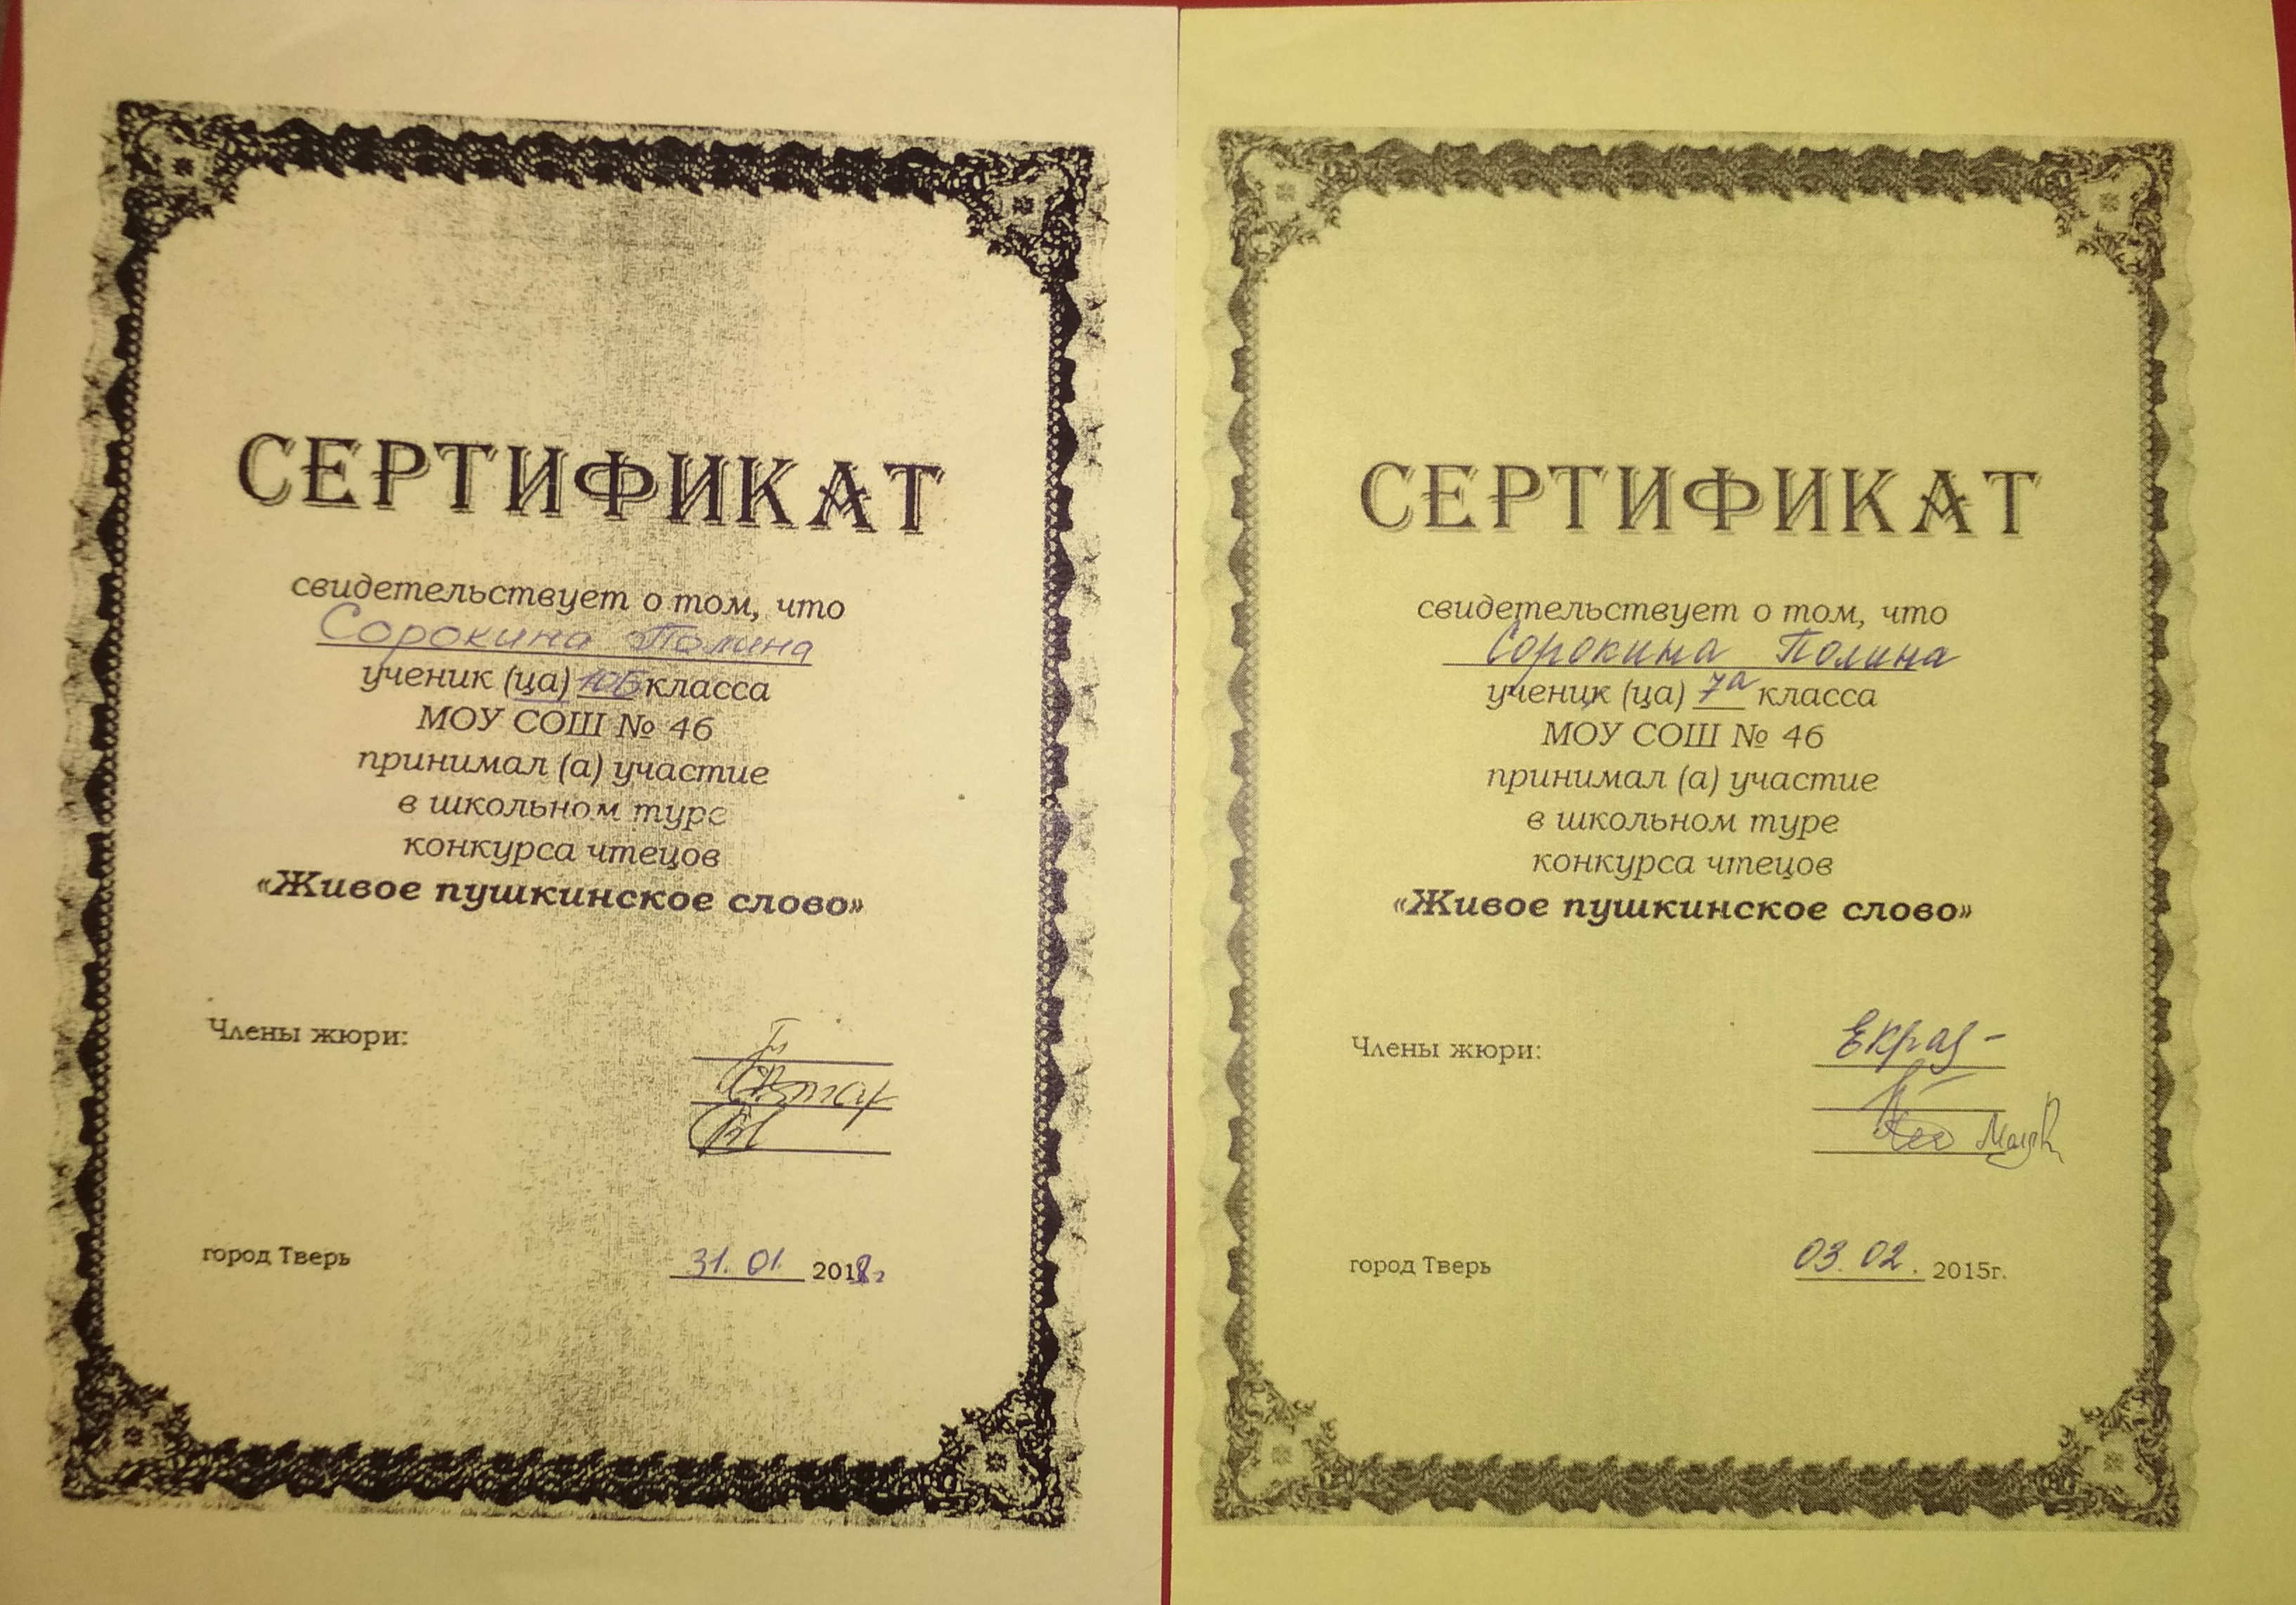 СЕРТИФИКАТ
свидетельствует о том, что
Сорокина Полина
ученик (ца) 10Б класса
МОУ СОШ № 46
принимал (а) участие
в школьном туре
конкурса чтецов
«Живое пушкинское слово»
Члены жюри:
город Тверь
31.01. 2018г
СЕРТИФИКАТ
свидетельствует о том, что
Сорокина Полина
ученик (ца) 7а класса
МОУ СОШ № 46
принимал (а) участие
в школьном туре
конкурса чтецов
«Живое пушкинское слово»
Члены жюри:
город Тверь
03.02. 2015г.